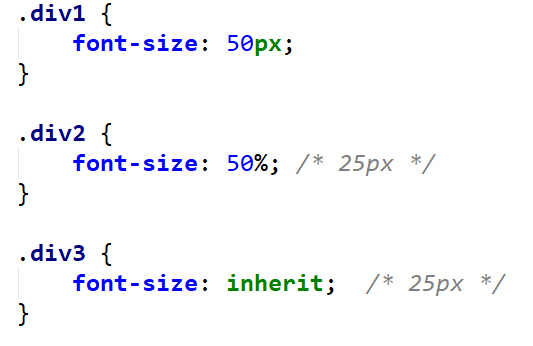 .div1 {
    font-size: 50px;
}

.div2 {
    font-size: 50%; /* 25px */
}

.div3 {
    font-size: inherit;  /* 25px */
}